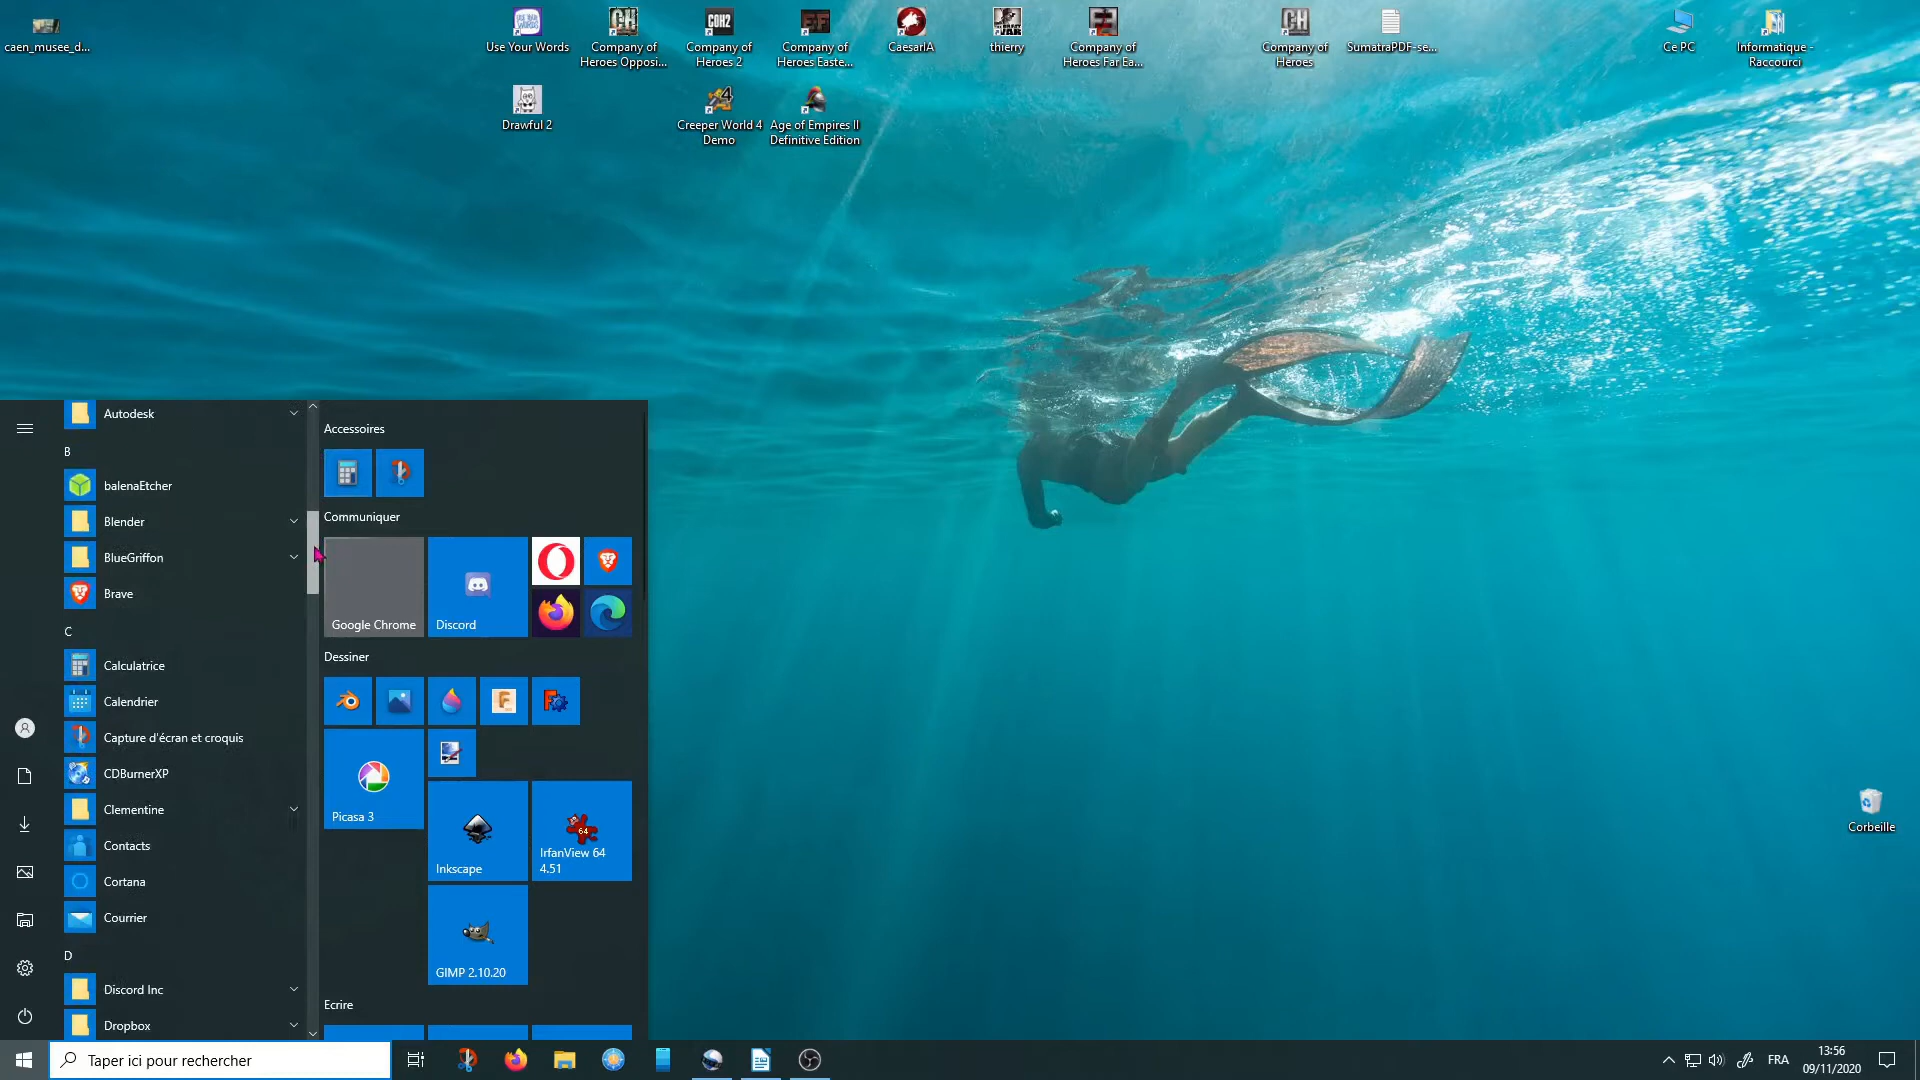 caen_musee_d...
Use Your Words
Company of
Heroes Opposi...
Company of
Heroes 2
Company of
Heroes Easte...
CaesarIA
thierry
Company of
Heroes Far Ea...
Company of
Heroes
SumatraPDF-se...
Ce PC
Informatique -
Raccourci
Drawful 2
Creeper World 4
Demo
Age of Empires II
Definitive Edition
Autodesk
B
balenaEtcher
Blender
BlueGriffon
Brave
C
Calculatrice
Calendrier
Capture d'écran et croquis
CDBurnerXP
Clementine
Contacts
Cortana
Courrier
D
Discord Inc
Dropbox
Accessoires
Communiquer
Google Chrome
Discord
Dessiner
Picasa 3
Inkscape
IrfanView 64
4.51
GIMP 2.10.20
Ecrire
Corbeille
Taper ici pour rechercher
FRA
13:56
09/11/2020